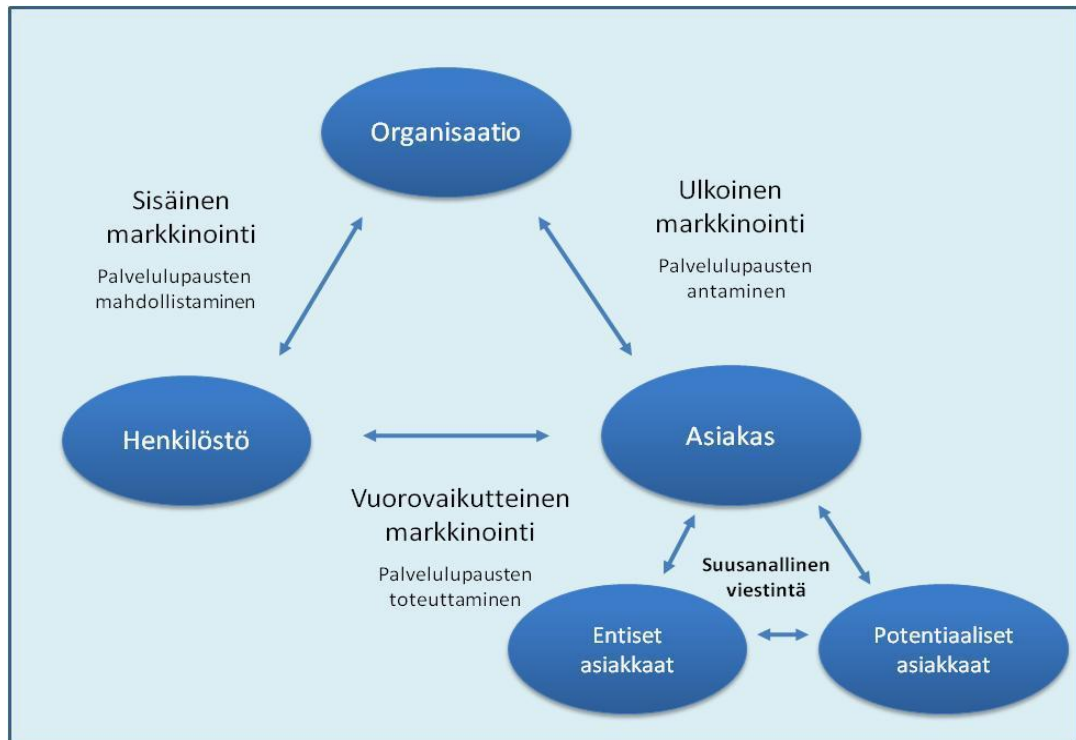 Organisaatio
Sisäinen
markkinointi
Palvelulupausten
mahdollistaminen
Ulkoinen
markkinointi
Palvelulupausten
antaminen
Henkilöstö
Asiakas
Vuorovaikutteinen
markkinointi
Palvelulupausten
toteuttaminen
Suusanallinen
viestintä
Entiset
asiakkaat
Potentiaaliset
asiakkaat